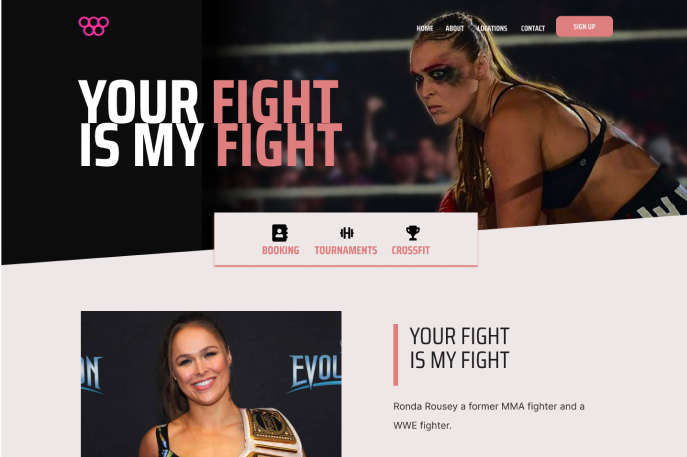 HOME ABOUT LOCATIONS CONTACT SIGN UP
YOUR FIGHT
IS MY FIGHT
BOOKING TOURNAMENTS CROSSFIT
EVOL
YOUR FIGHT
IS MY FIGHT
Ronda Rousey a former MMA fighter and a
WWE fighter.